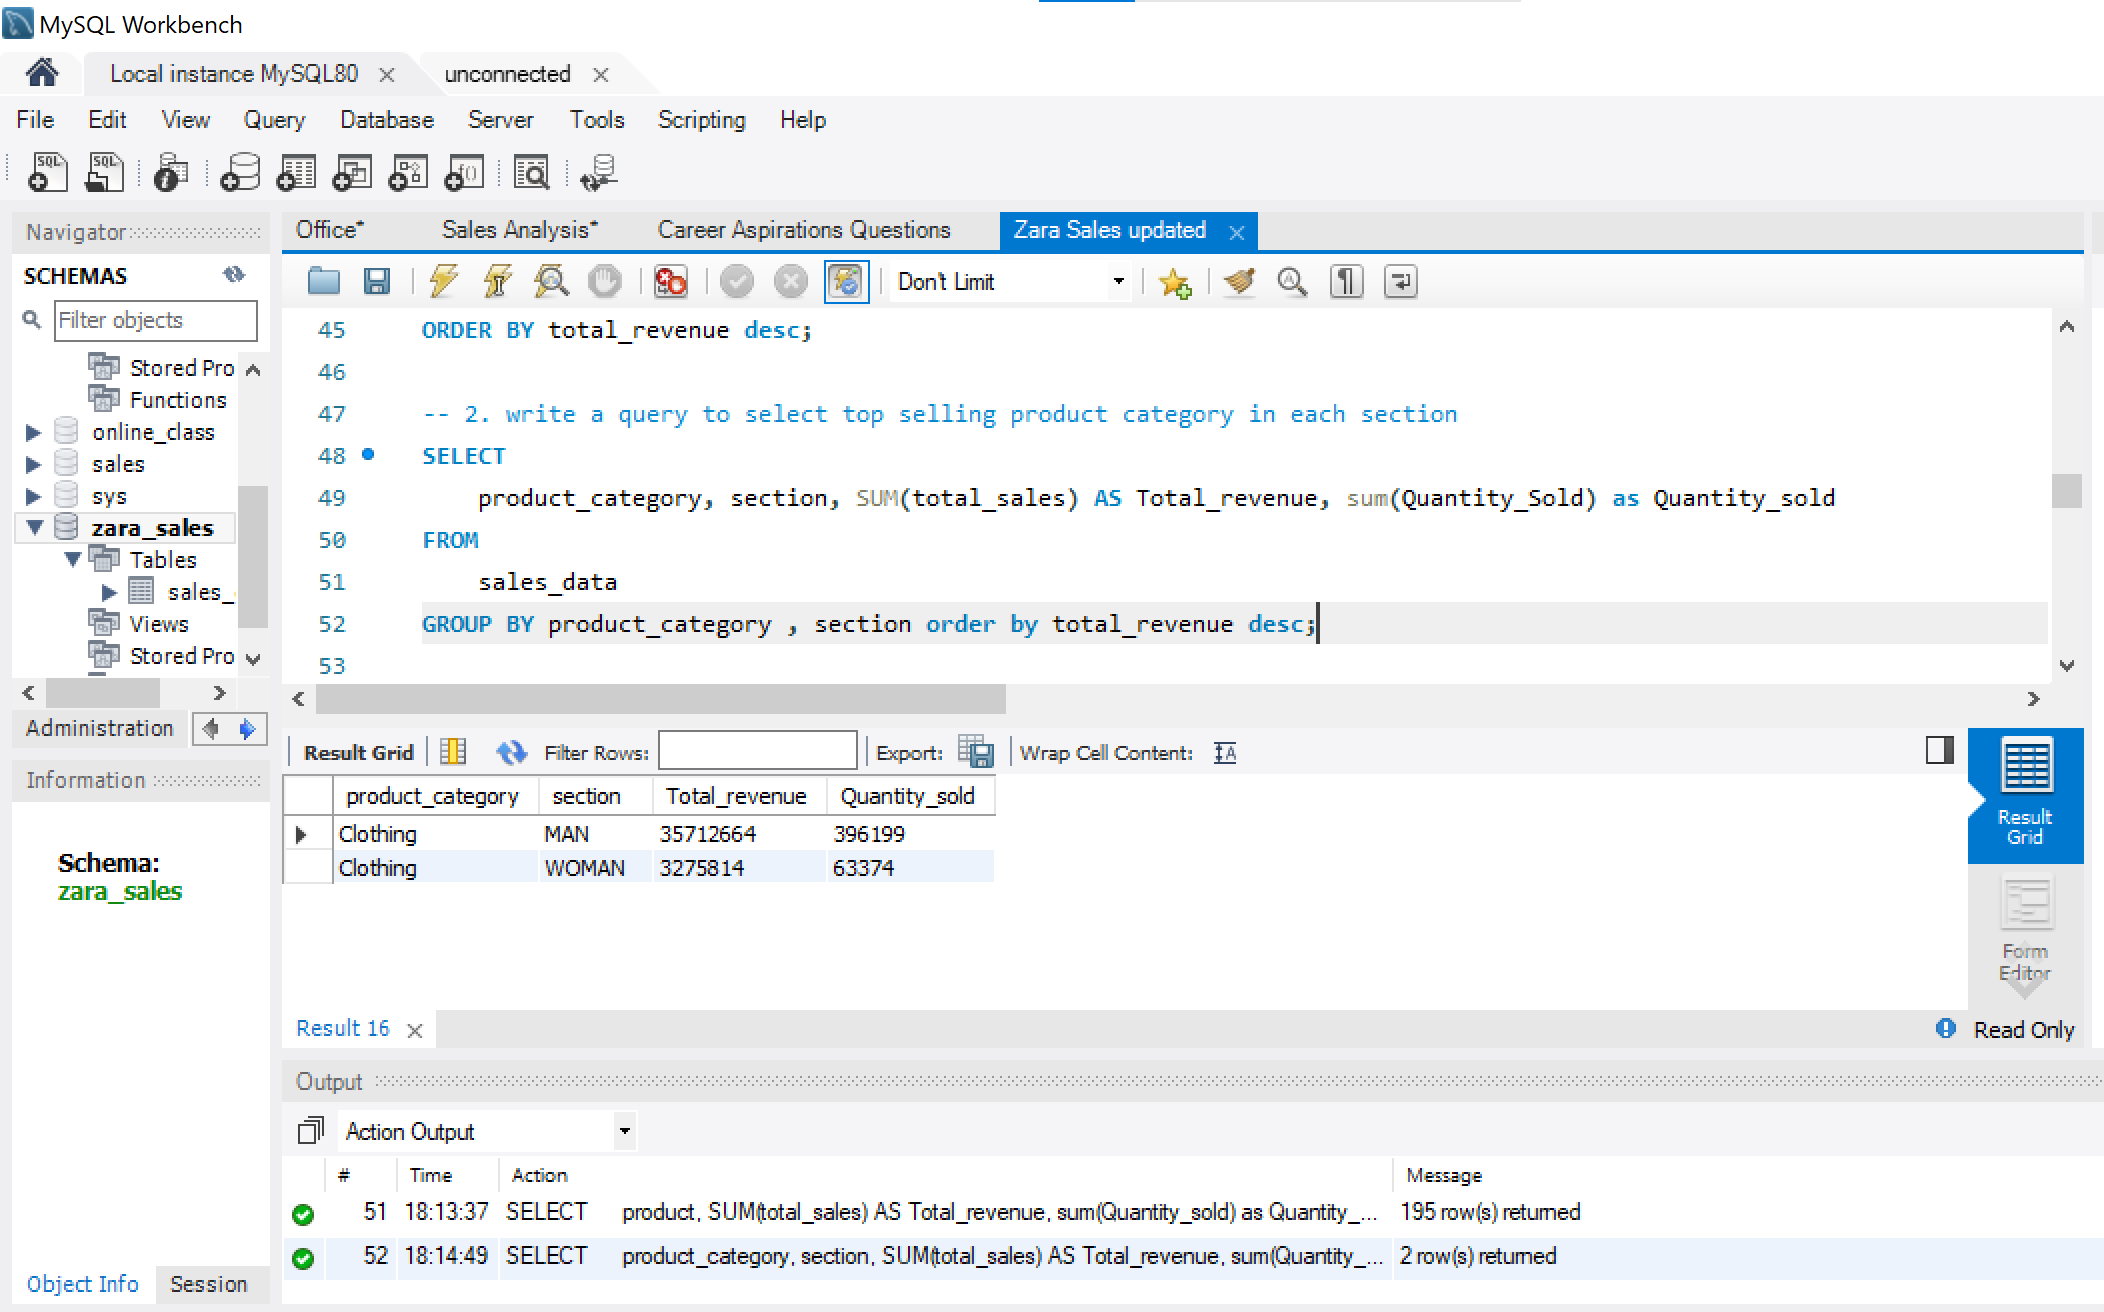 MySQL Workbench
Local instance MySQL80
unconnected
File Edit View Query Database Server Tools Scripting Help
Navigator
SCHEMAS
Filter objects
Stored Pro
Functions
online_class
sales
sys
zara_sales
Tables
sales_
Views
Stored Pro
Administration
Information
Schema:
zara_sales
Object Info Session
Office* Sales Analysis* Career Aspirations Questions Zara Sales updated
Don't Limit
45 ORDER BY total_revenue desc;
46
47 -- 2. write a query to select top selling product category in each section
48 SELECT
49 product_category, section, SUM(total_sales) AS Total_revenue, sum(Quantity_Sold) as Quantity_sold
50 FROM
51 sales_data
52 GROUP BY product_category , section order by total_revenue desc;
53
Result Grid Filter Rows: Export: Wrap Cell Content:
product_category section Total_revenue Quantity_sold
Clothing MAN 35712664 396199
Clothing WOMAN 3275814 63374
Result
Grid
Form
Editor
Result 16
Read Only
Output
Action Output
# Time Action Message
51 18:13:37 SELECT product, SUM(total_sales) AS Total_revenue, sum(Quantity_sold) as Quantity_... 195 row(s) returned
52 18:14:49 SELECT product_category, section, SUM(total_sales) AS Total_revenue, sum(Quantity_... 2 row(s) returned